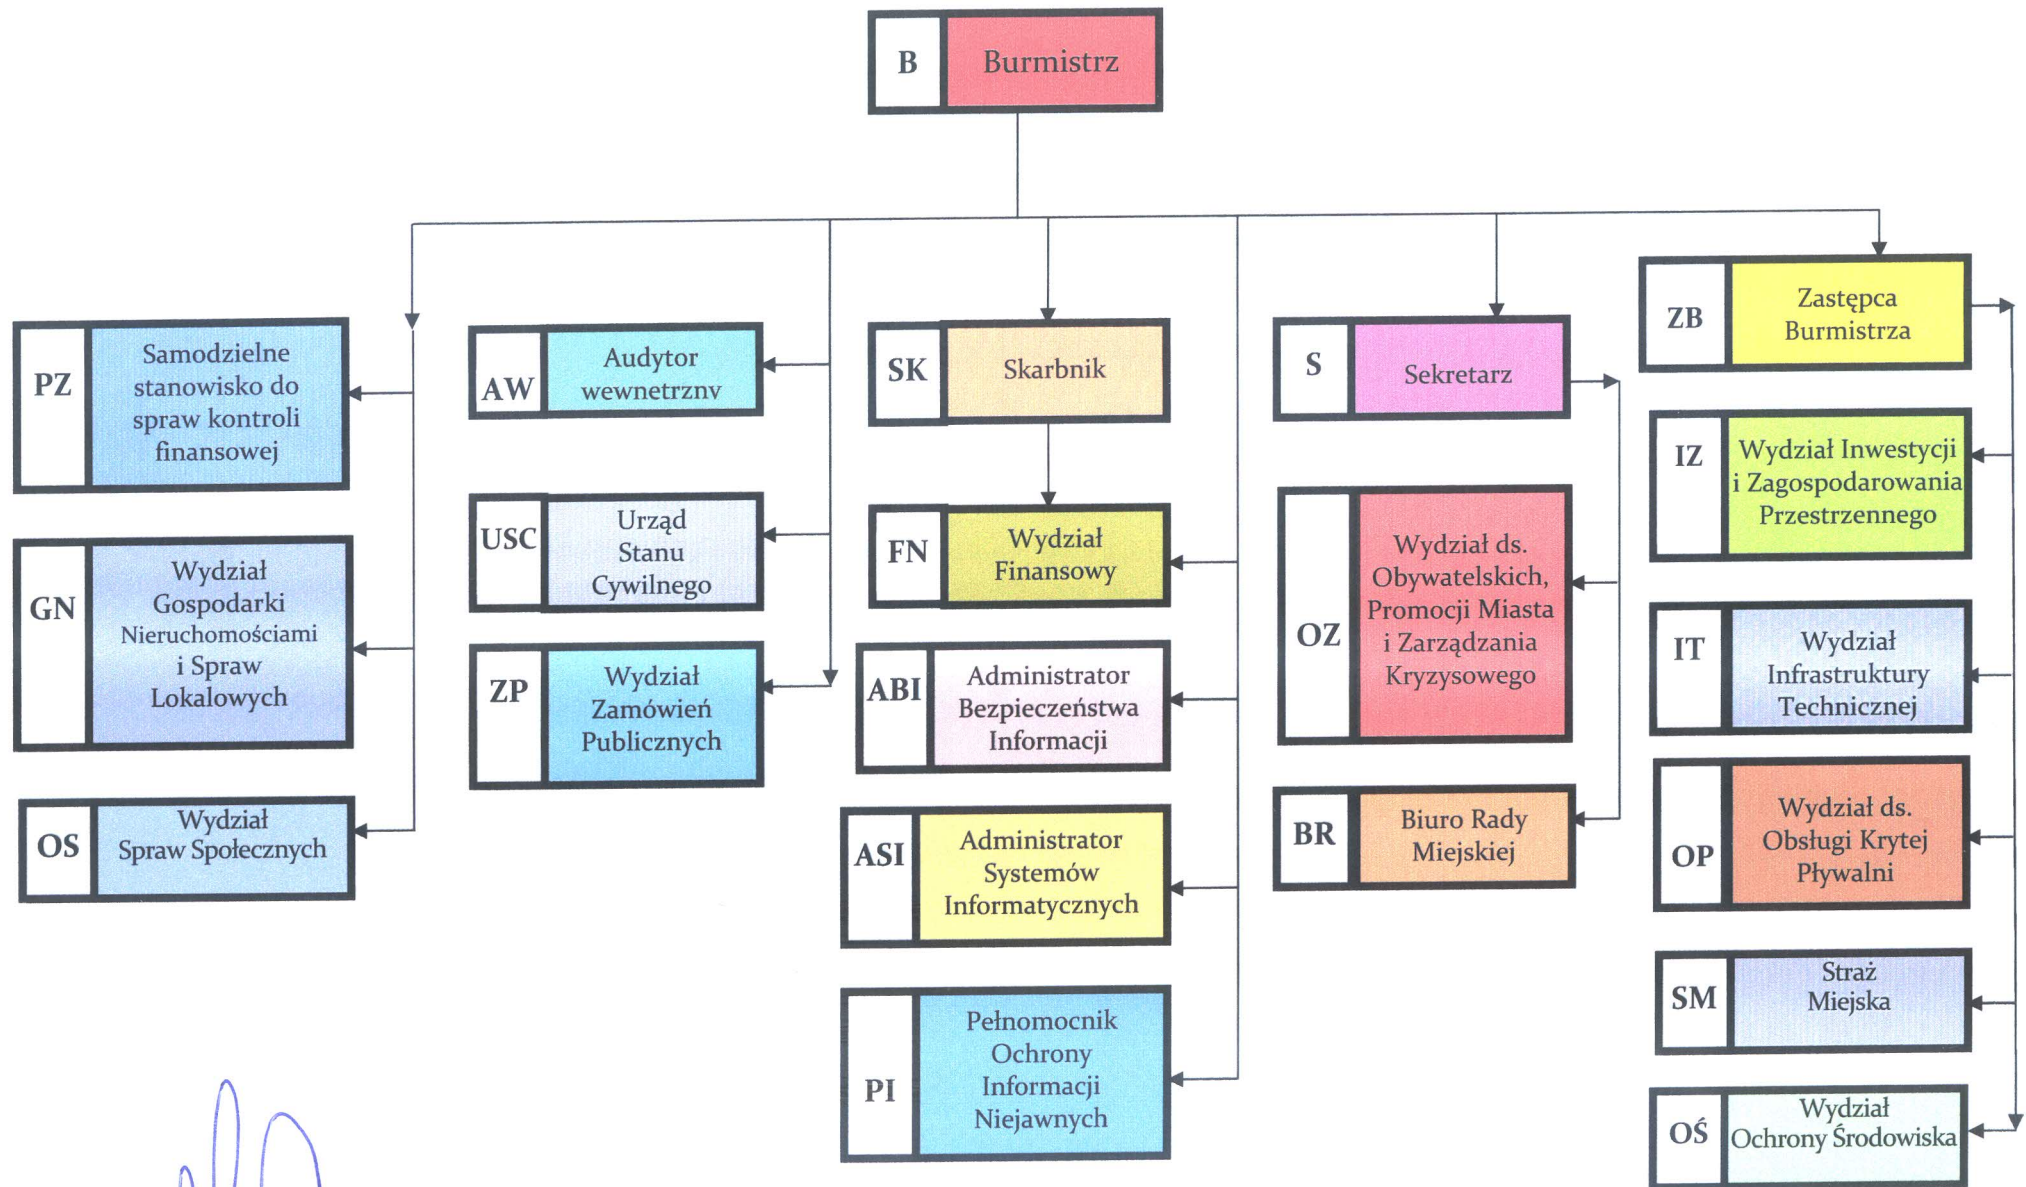 B
Burmistrz
PZ
Samodzielne
stanowisko do
spraw kontroli
finansowej
GN
Wydział
Gospodarki
Nieruchomościami
i Spraw
Lokalowych
OS
Wydział
Spraw Społecznych
AW
Audytor
wewnetrzny
USC
Urząd
Stanu
Cywilnego
ZP
Wydział
Zamówień
Publicznych
SK
Skarbnik
FN
Wydział
Finansowy
ABI
Administrator
Bezpieczeństwa
Informacji
ASI
Administrator
Systemów
Informatycznych
PI
Pełnomocnik
Ochrony
Informacji
Niejawnych
S
Sekretarz
OZ
Wydział ds.
Obywatelskich,
Promocji Miasta
i Zarządzania
Kryzysowego
BR
Biuro Rady
Miejskiej
ZB
Zastępca
Burmistrza
IZ
Wydział Inwestycji
i Zagospodarowania
Przestrzennego
IT
Wydział
Infrastruktury
Technicznej
OP
Wydział ds.
Obsługi Krytej
Pływalni
SM
Straż
Miejska
OŚ
Wydział
Ochrony Środowiska